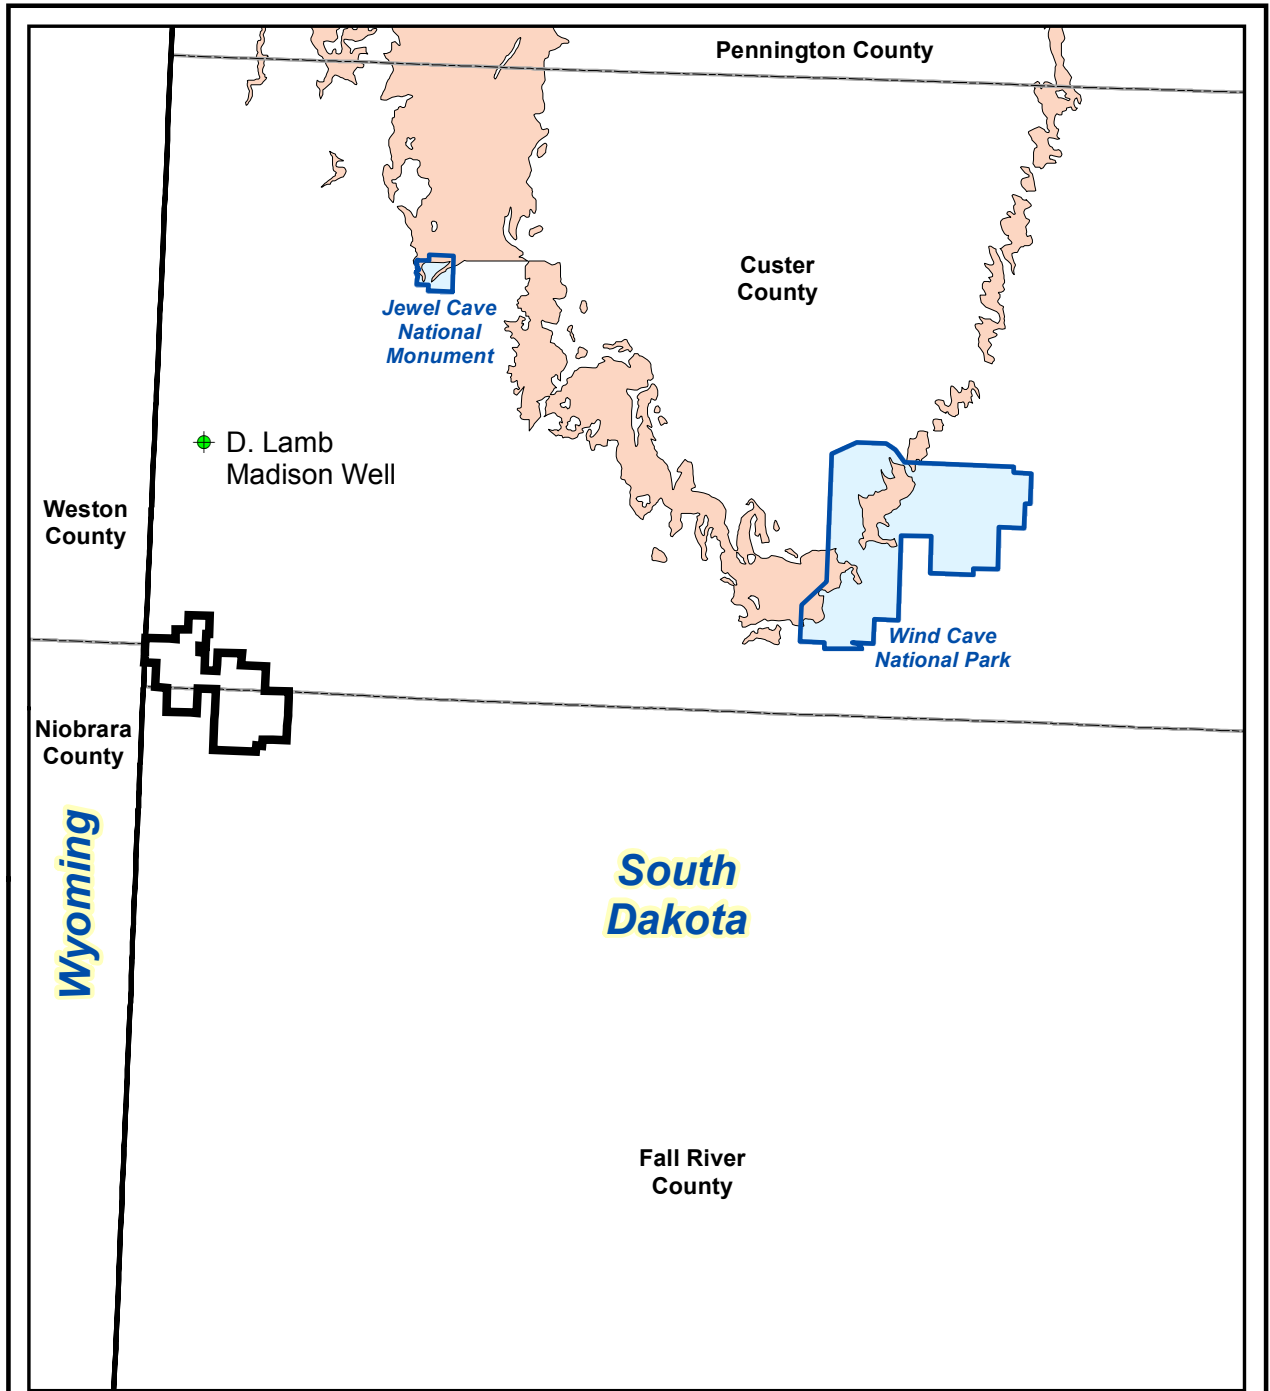 Pennington County
Custer
County
Jewel Cave
National
Monument
D. Lamb
Madison Well
Weston
County
Wind Cave
National Park
Niobrara
County
Wyoming
South
Dakota
Fall River
County